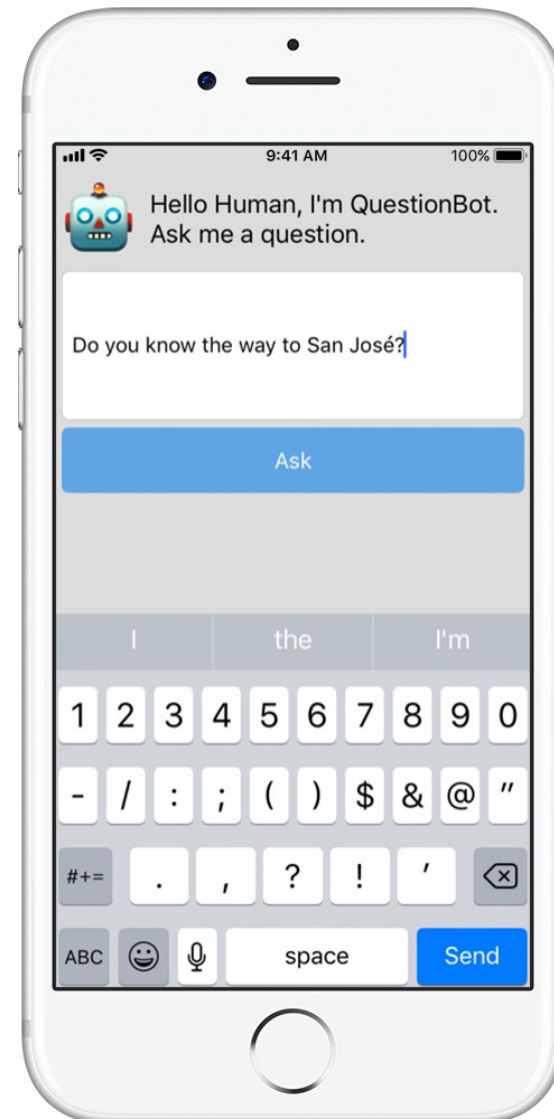 9:41 AM 100%
Hello Human, I'm QuestionBot.
Ask me a question.
Do you know the way to San José?
Ask
I the I'm
1 2 3 4 5 6 7 8 9 0
- / : ; ( ) $ & @ "
#+= . , ? ! '
ABC space Send